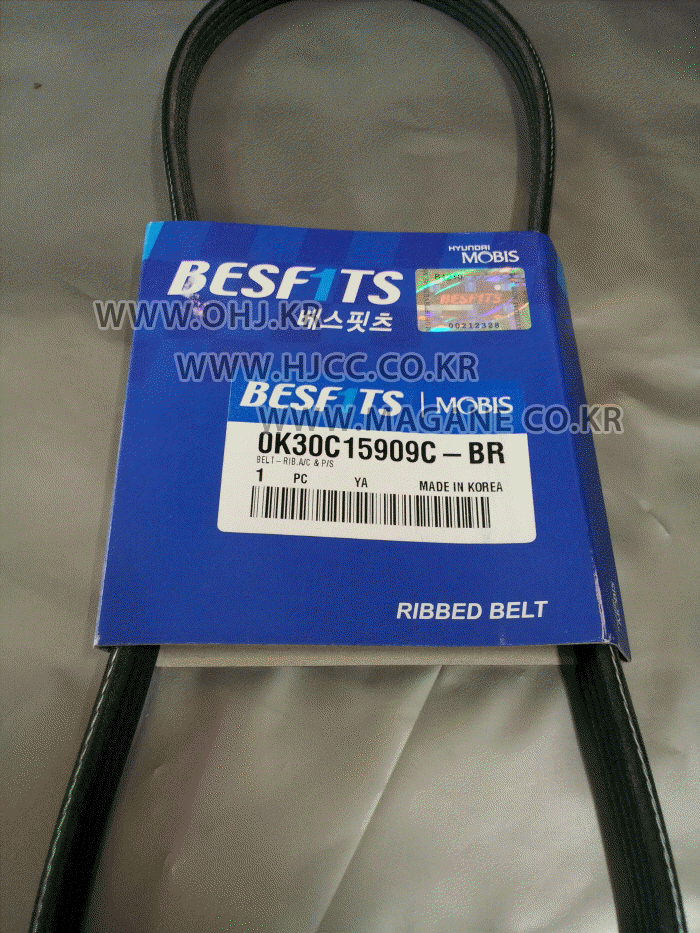 HYUNDAI
MOBIS
BESF1TS
베스핏츠
BESFITS
00212328
WWW.OHJ.KR
WWW.HJCC.CO.KR
BESF1TS | MOBIS
WWW.MAGANE.CO.KR
0K30C15909C-BR
BELT-RIB.A/C & P/S
1 PC YA MADE IN KOREA
RIBBED BELT